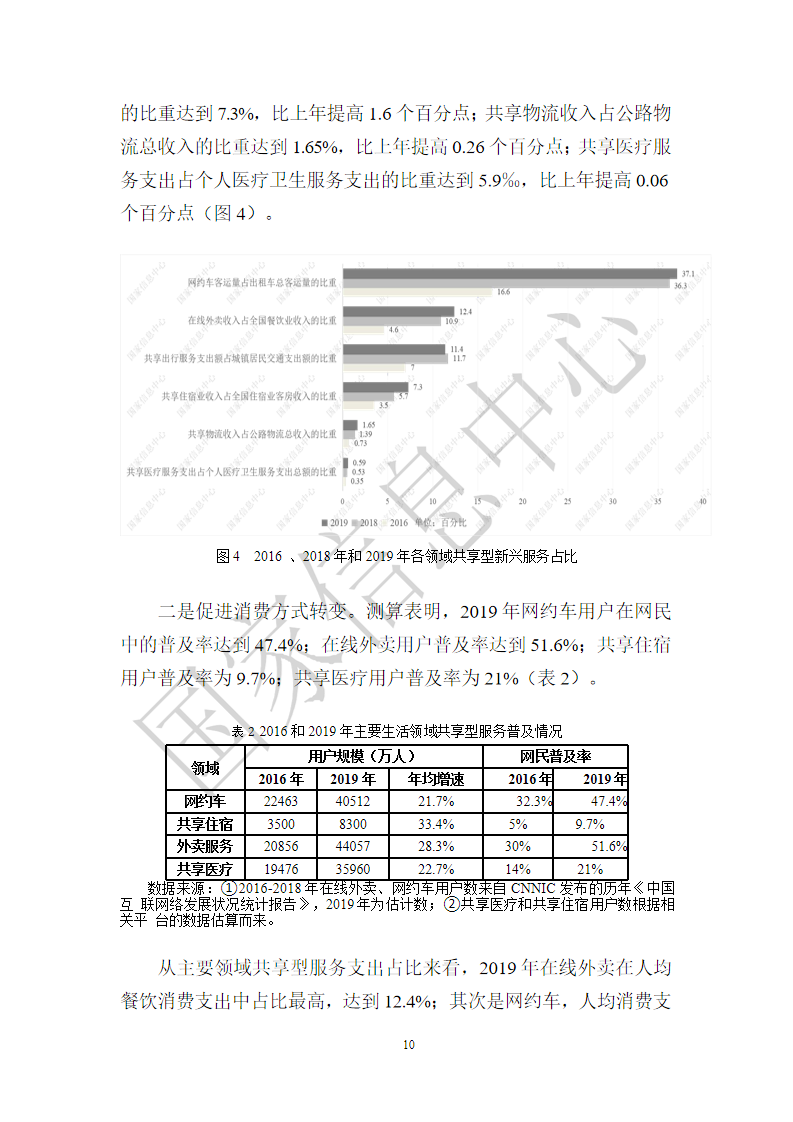 的比重达到 7.3%，比上年提高 1.6 个百分点；共享物流收入占公路物
流总收入的比重达到 1.65%，比上年提高 0.26 个百分点；共享医疗服
务支出占个人医疗卫生服务支出的比重达到 5.9‰，比上年提高 0.06
个百分点（图 4）。
网约车客运量占出租车总客运量的比重 37.1
36.3
16.6
在线外卖收入占全国餐饮业收入的比重 12.4
10.9
4.6
共享出行服务支出额占城镇居民交通支出额的比重 11.4
11.7
7
共享住宿业收入占全国住宿业客房收入的比重 7.3
5.7
3.5
共享物流收入占公路物流总收入的比重 1.65
1.39
0.73
共享医疗服务支出占个人医疗卫生服务支出总额的比重 0.59
0.53
0.35
0 5 10 15 20 25 30 35 40
2019 2018 2016 单位：百分比
国家信息中心
图 4 2016 、2018 年和 2019 年各领域共享型新兴服务占比
二是促进消费方式转变。测算表明，2019 年网约车用户在网民
中的普及率达到 47.4%；在线外卖用户普及率达到 51.6%；共享住宿
用户普及率为 9.7%；共享医疗用户普及率为 21%（表 2）。
表 2 2016 和 2019 年主要生活领域共享型服务普及情况
领域 用户规模（万人） 网民普及率
2016 年 2019 年 年均增速 2016 年 2019 年
网约车 22463 40512 21.7% 32.3% 47.4%
共享住宿 3500 8300 33.4% 5% 9.7%
外卖服务 20856 44057 28.3% 30% 51.6%
共享医疗 19476 35960 22.7% 14% 21%
数据来源：①2016-2018 年在线外卖、网约车用户数来自 CNNIC 发布的历年《中国
互 联网络发展状况统计报告》，2019 年为估计数；②共享医疗和共享住宿用户数根据相
关平 台的数据估算而来。
从主要领域共享型服务支出占比来看，2019 年在线外卖在人均
餐饮消费支出中占比最高，达到 12.4%；其次是网约车，人均消费支
10